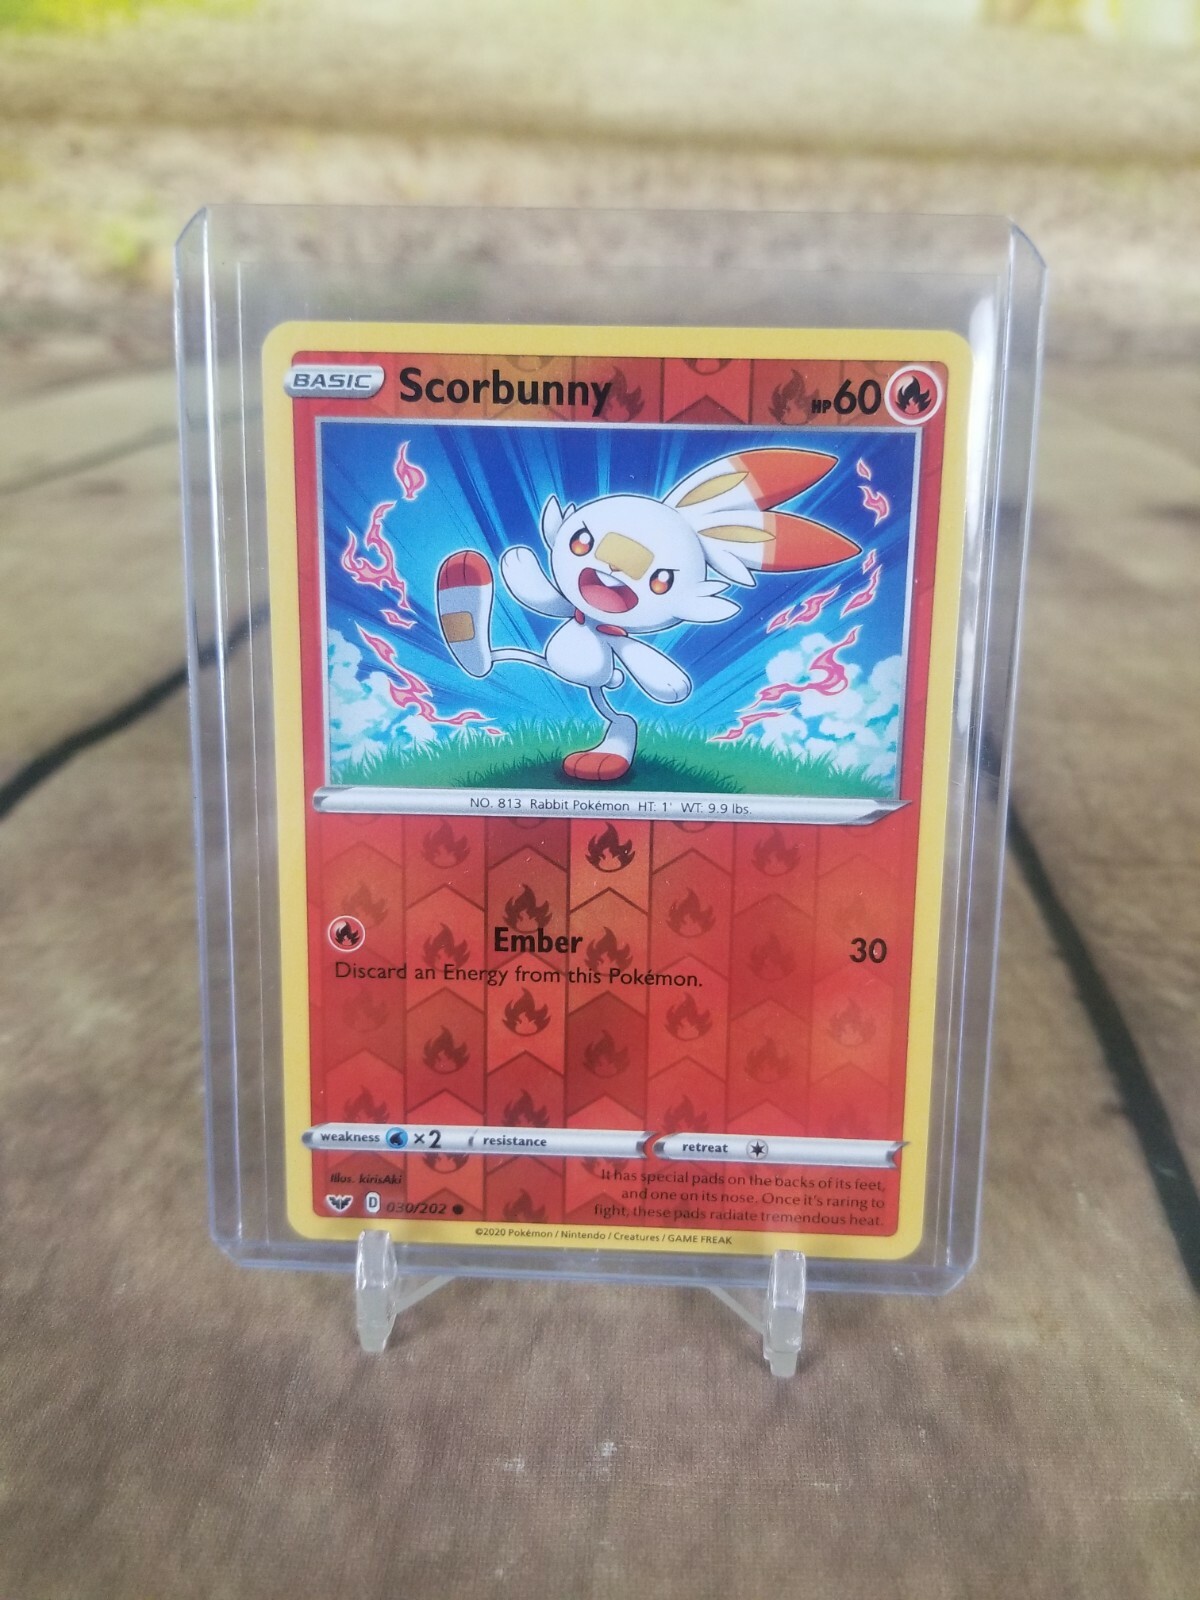 BASIC Scorbunny HP60
NO. 813 Rabbit Pokémon HT: 1' WT: 9.9 lbs.
Ember 30
Discard an Energy from this Pokémon.
weakness ×2 resistance retreat
Illus. kirisAki
D 030/202
It has special pads on the backs of its feet,
and one on its nose. Once it's raring to
fight, these pads radiate tremendous heat.
©2020 Pokémon / Nintendo / Creatures / GAME FREAK